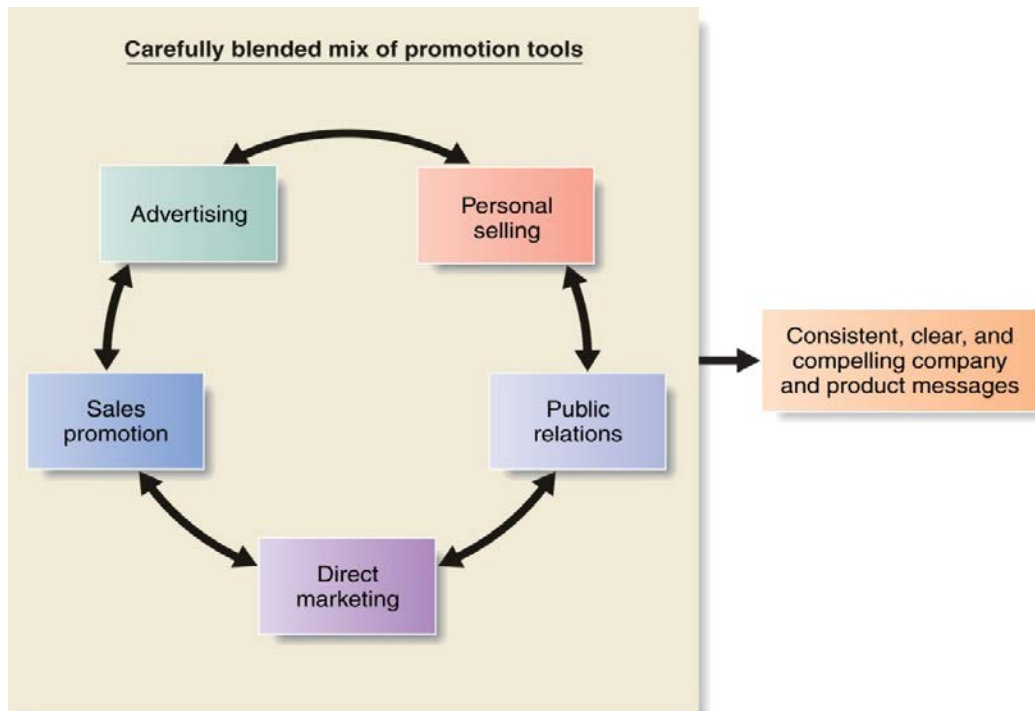 Carefully blended mix of promotion tools
Advertising
Personal
selling
Consistent, clear, and
compelling company
and product messages
Sales
promotion
Public
relations
Direct
marketing